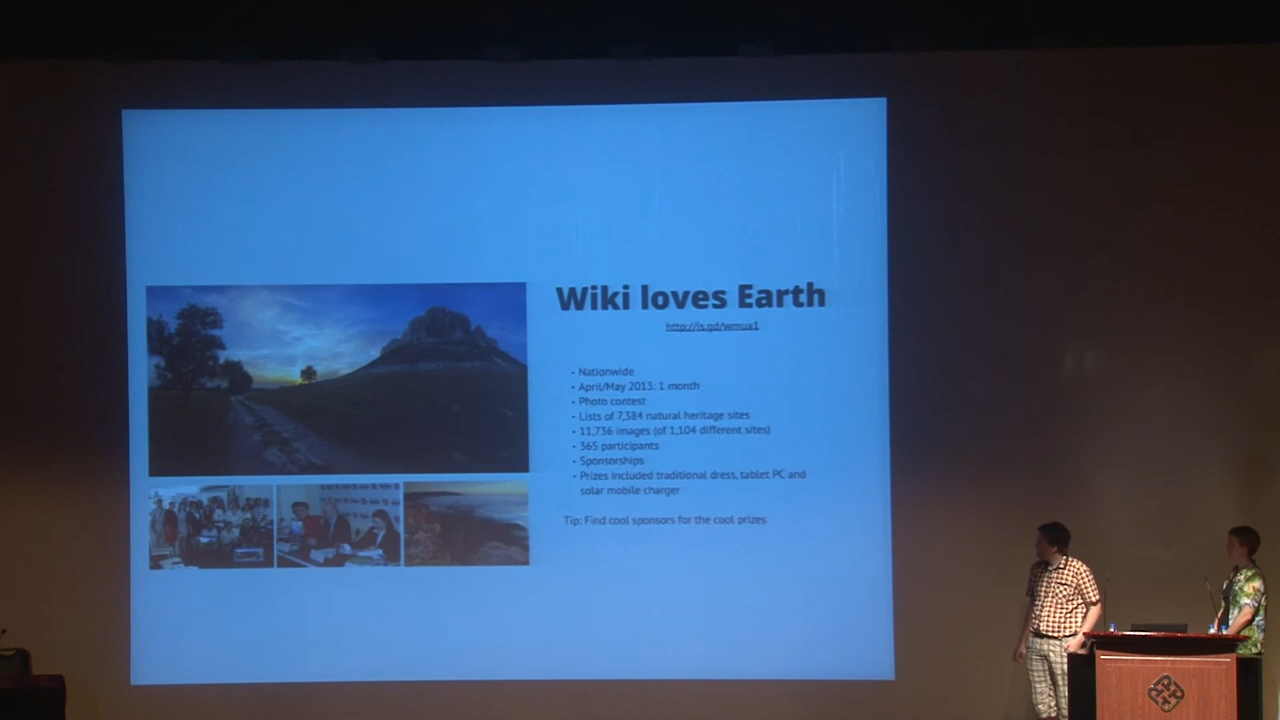 Wiki loves Earth
http://is.gd/wmua1
- Nationwide
- April/May 2013: 1 month
- Photo contest
- Lists of 7,384 natural heritage sites
- 11,736 images (of 1,104 different sites)
- 365 participants
- Sponsorships
- Prizes included traditional dress, tablet PC and
solar mobile charger
Tip: Find cool sponsors for the cool prizes